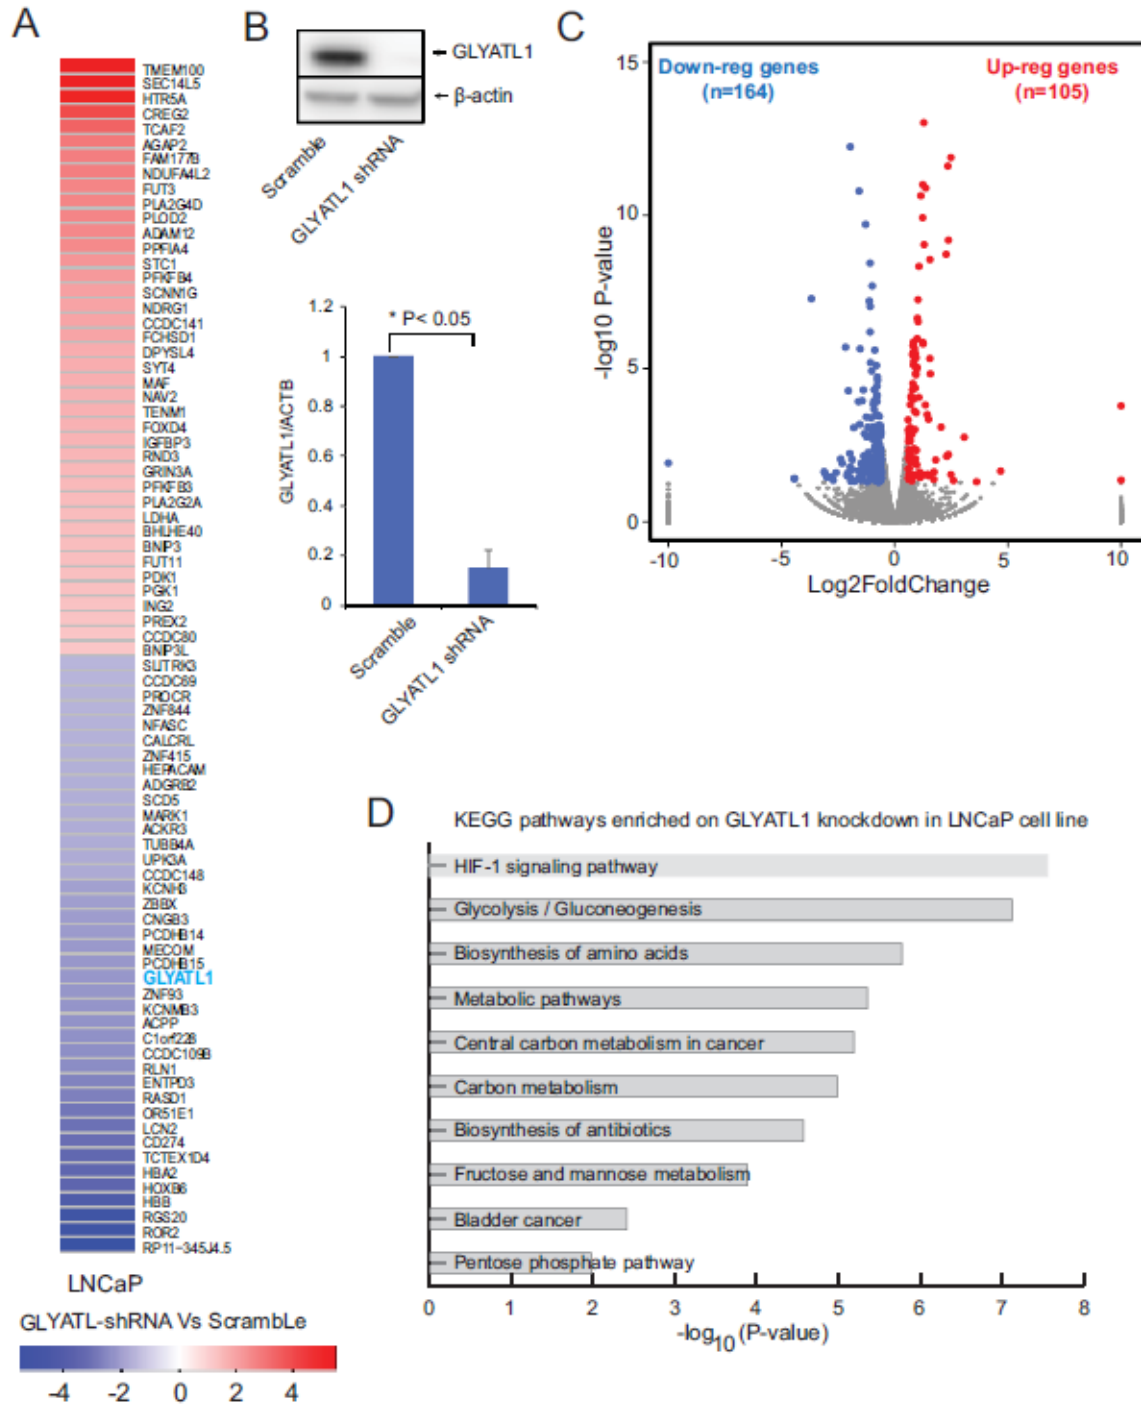 A
TMEM100
SEC14L5
HTR5A
CREG2
TCAF2
AGAP2
FAM177B
NDUFA4L2
FUT3
PLA2G4D
PLOD2
ADAM12
PPFIA4
STC1
PFKFB4
SCNN1G
NDRG1
CCDC141
FCHSD1
DPYSL4
SYT4
MAF
NAV2
TENM1
FOXD4
IGFBP3
RND3
GRIN3A
PFKFB3
PLA2G2A
LDHA
BHLHE40
BNIP3
FUT11
PDK1
PGK1
ING2
PREX2
CCDC80
BNIP3L
SLITRK3
CCDC69
PROCR
ZNF844
NFASC
CALCRL
ZNF415
HEPACAM
ADGRB2
SCD5
MARK1
ACKR3
TUBB4A
UPK3A
CCDC148
KCNH3
ZBBX
CNGB3
PCDHB14
MECOM
PCDHB15
GLYATL1
ZNF93
KCNMB3
ACPP
C1orf228
CCDC109B
RLN1
ENTPD3
RASD1
OR51E1
LCN2
CD274
TCTEX1D4
HBA2
HOXB6
HBB
RGS20
ROR2
RP11-345J4.5
LNCaP
GLYATL-shRNA Vs ScrambLe
-4 -2 0 2 4
B
GLYATL1
β-actin
Scramble
GLYATL1 shRNA
1.2
1
0.8
0.6
0.4
0.2
0
GLYATL1/ACTB
* P< 0.05
Scramble
GLYATL1 shRNA
C
Down-reg genes
(n=164)
Up-reg genes
(n=105)
15
10
5
0
-log10 P-value
-10 -5 0 5 10
Log2FoldChange
D
KEGG pathways enriched on GLYATL1 knockdown in LNCaP cell line
HIF-1 signaling pathway
Glycolysis / Gluconeogenesis
Biosynthesis of amino acids
Metabolic pathways
Central carbon metabolism in cancer
Carbon metabolism
Biosynthesis of antibiotics
Fructose and mannose metabolism
Bladder cancer
Pentose phosphate pathway
0 1 2 3 4 5 6 7 8
-log10 (P-value)